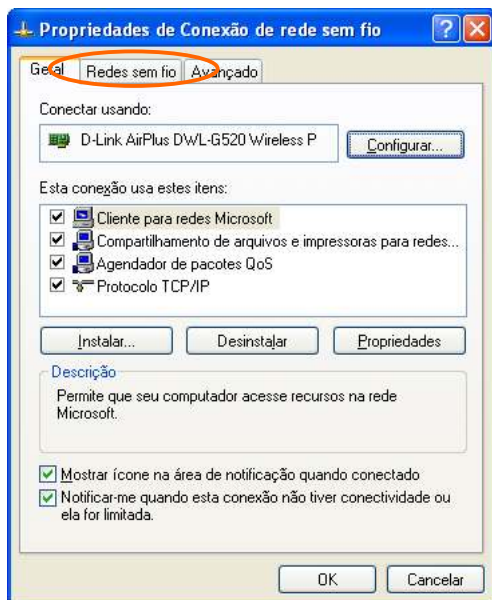 Propriedades de Conexão de rede sem fio
Geral Redes sem fio Avançado
Conectar usando:
D-Link AirPlus DWL-G520 Wireless P Configurar...
Esta conexão usa estes itens:
Cliente para redes Microsoft
Compartilhamento de arquivos e impressoras para redes...
Agendador de pacotes QoS
Protocolo TCP/IP
Instalar... Desinstalar Propriedades
Descrição
Permite que seu computador acesse recursos na rede
Microsoft.
Mostrar ícone na área de notificação quando conectado
Notificar-me quando esta conexão não tiver conectividade ou
ela for limitada.
OK Cancelar